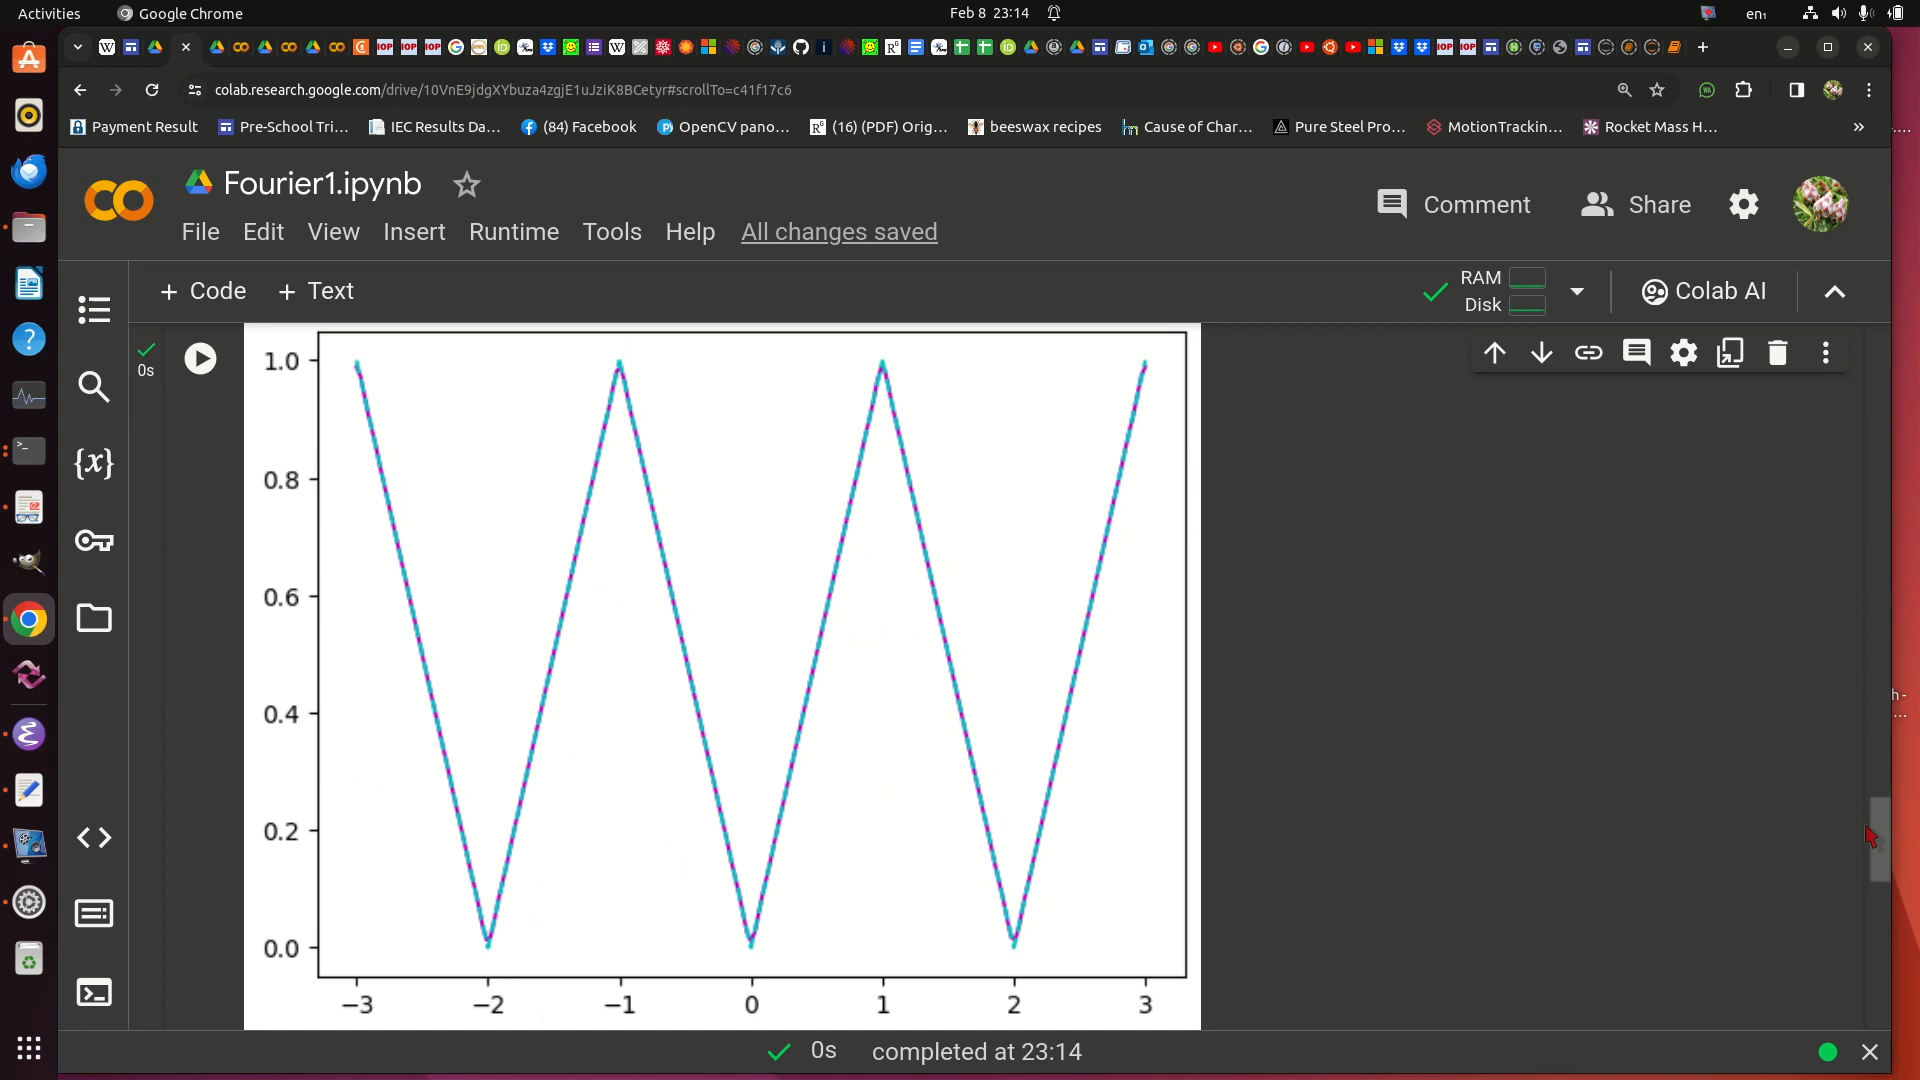 Activities Google Chrome Feb 8 23:14 en₁
colab.research.google.com/drive/10VnE9jdgXYbuza4zgjE1uJziK8BCetyr#scrollTo=c41f17c6
Payment Result Pre-School Tri... IEC Results Da... (84) Facebook OpenCV pano... (16) (PDF) Orig... beeswax recipes Cause of Char... Pure Steel Pro... MotionTrackin... Rocket Mass H... »
Fourier1.ipynb
Comment Share
File Edit View Insert Runtime Tools Help All changes saved
+ Code + Text
RAM
Disk
Colab AI
0s
{x}
1.0
0.8
0.6
0.4
0.2
0.0
−3 −2 −1 0 1 2 3
0s completed at 23:14